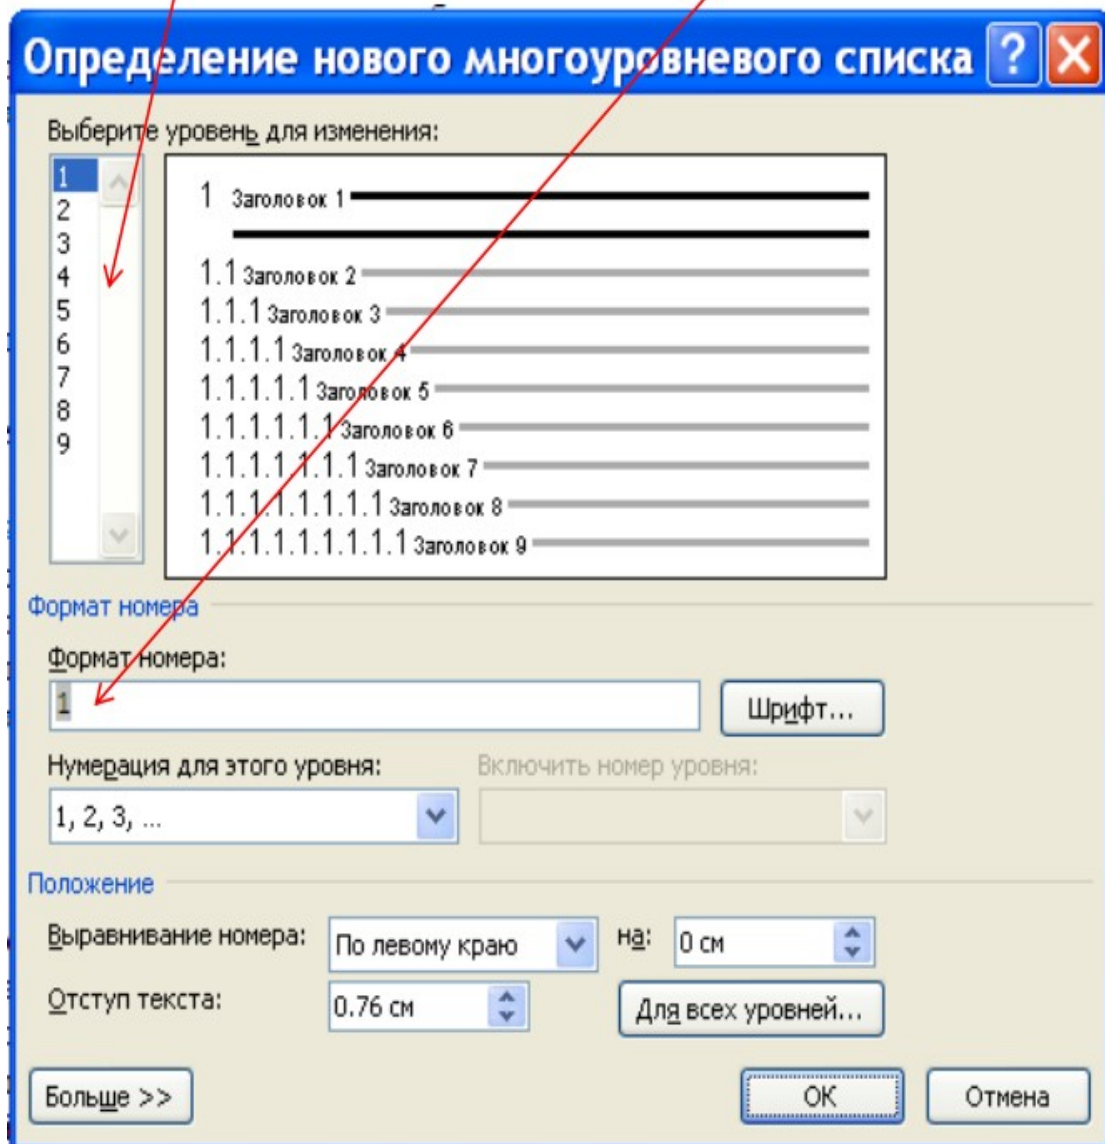 Определение нового многоуровневого списка
Выберите уровень для изменения:
1
2
3
4
5
6
7
8
9
1 Заголовок 1
1.1 Заголовок 2
1.1.1 Заголовок 3
1.1.1.1 Заголовок 4
1.1.1.1.1 Заголовок 5
1.1.1.1.1.1 Заголовок 6
1.1.1.1.1.1.1 Заголовок 7
1.1.1.1.1.1.1.1 Заголовок 8
1.1.1.1.1.1.1.1.1 Заголовок 9
Формат номера
Формат номера:
1
Шрифт...
Нумерация для этого уровня: Включить номер уровня:
1, 2, 3, ...
Положение
Выравнивание номера: По левому краю на: 0 см
Отступ текста: 0.76 см Для всех уровней...
Больше >> ОК Отмена